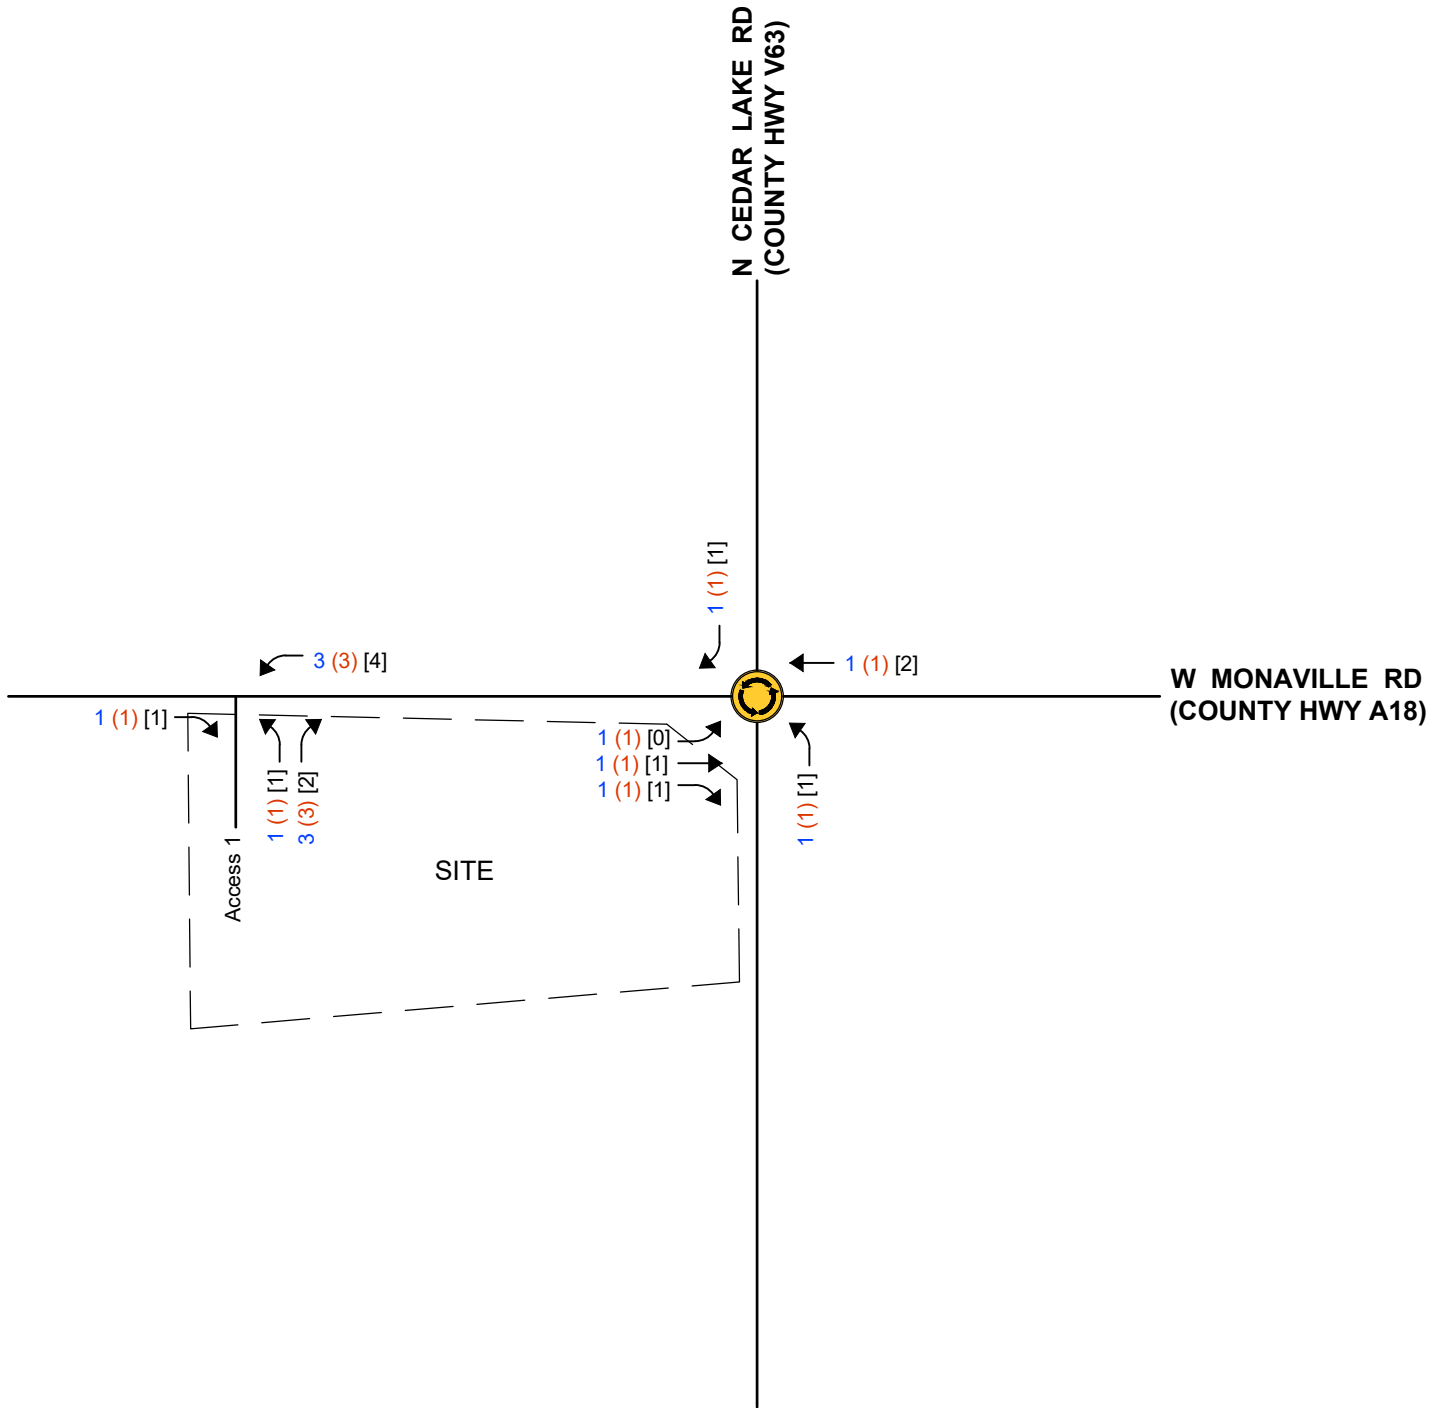 N CEDAR LAKE RD
(COUNTY HWY V63)
1 (1) [1]
3 (3) [4]
1 (1) [2]
W MONAVILLE RD
(COUNTY HWY A18)
1 (1) [1]
1 (1) [0]
1 (1) [1]
1 (1) [1]
1 (1) [1]
3 (3) [2]
1 (1) [1]
Access 1
SITE